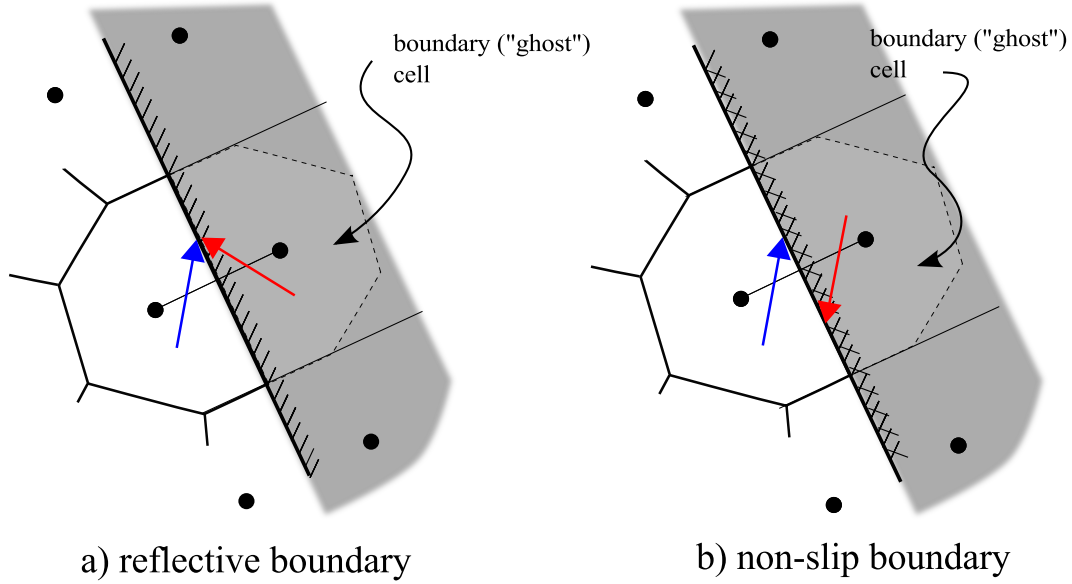 boundary ("ghost")
cell
boundary ("ghost")
cell
a) reflective boundary
b) non-slip boundary